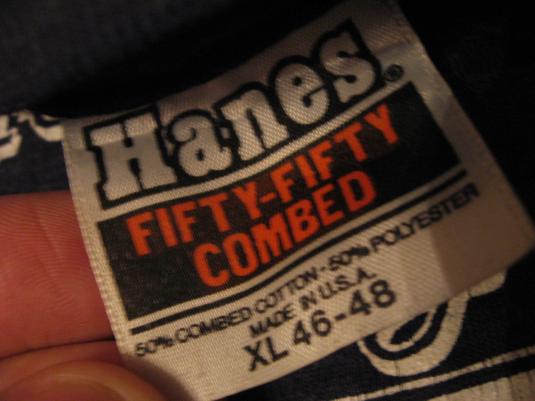 Hanes®
FIFTY-FIFTY
COMBED
50% COMBED COTTON - 50% POLYESTER
MADE IN U.S.A.
XL 46-48